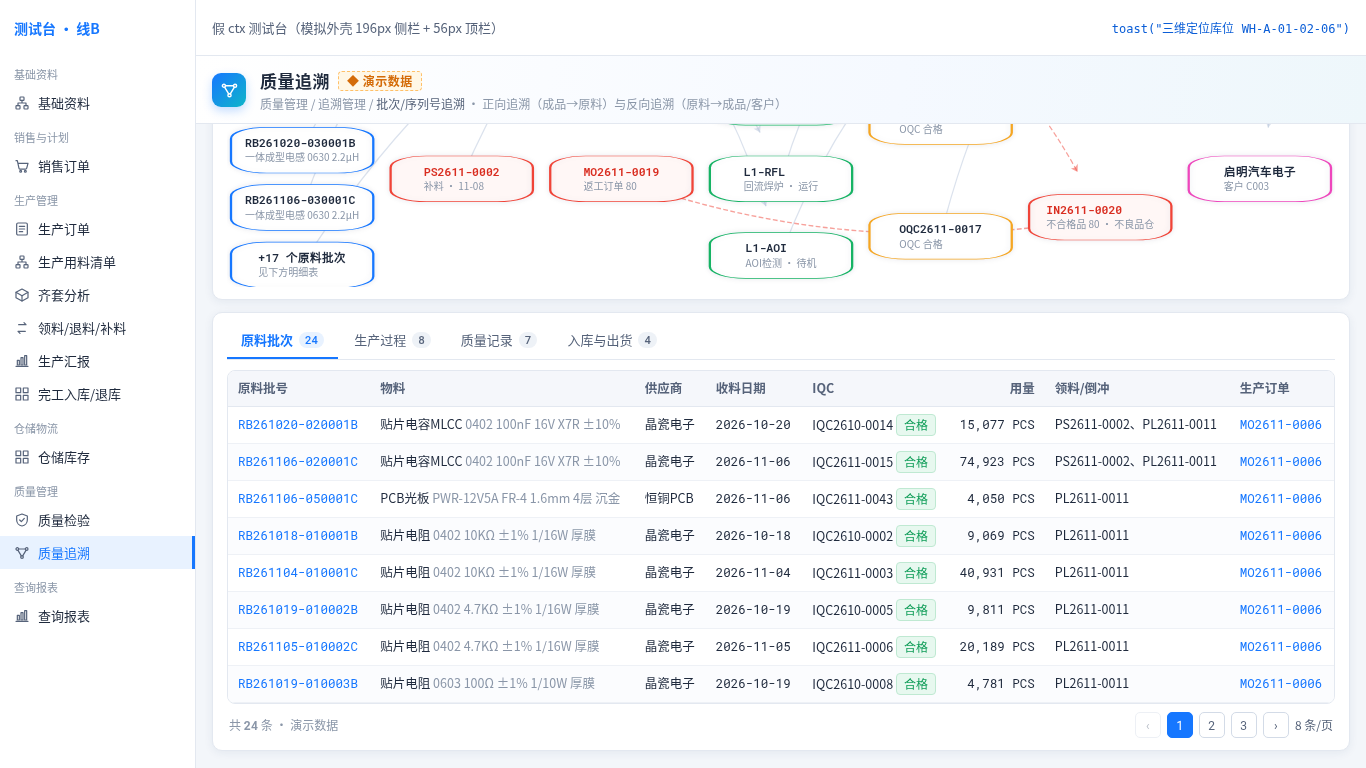 测试台 · 线B
基础资料
基础资料
销售与计划
销售订单
生产管理
生产订单
生产用料清单
齐套分析
领料/退料/补料
生产汇报
完工入库/退库
仓储物流
仓储库存
质量管理
质量检验
质量追溯
查询报表
查询报表
假 ctx 测试台（模拟外壳 196px 侧栏 + 56px 顶栏）
toast("三维定位库位 WH-A-01-02-06")
质量追溯
◆ 演示数据
质量管理 / 追溯管理 / 批次/序列号追溯 · 正向追溯（成品→原料）与反向追溯（原料→成品/客户）
RB261020-030001B
一体成型电感 0630 2.2μH
RB261106-030001C
一体成型电感 0630 2.2μH
+17 个原料批次
见下方明细表
PS2611-0002
补料 · 11-08
MO2611-0019
返工订单 80
L1-RFL
回流焊炉 · 运行
L1-AOI
AOI检测 · 待机
OQC 合格
OQC2611-0017
OQC 合格
IN2611-0020
不合格品 80 · 不良品仓
启明汽车电子
客户 C003
原料批次 24
生产过程 8
质量记录 7
入库与出货 4
原料批号 物料 供应商 收料日期 IQC 用量 领料/倒冲 生产订单
RB261020-020001B 贴片电容MLCC 0402 100nF 16V X7R ±10% 晶瓷电子 2026-10-20 IQC2610-0014 合格 15,077 PCS PS2611-0002、PL2611-0011 MO2611-0006
RB261106-020001C 贴片电容MLCC 0402 100nF 16V X7R ±10% 晶瓷电子 2026-11-06 IQC2611-0015 合格 74,923 PCS PS2611-0002、PL2611-0011 MO2611-0006
RB261106-050001C PCB光板 PWR-12V5A FR-4 1.6mm 4层 沉金 恒铜PCB 2026-11-06 IQC2611-0043 合格 4,050 PCS PL2611-0011 MO2611-0006
RB261018-010001B 贴片电阻 0402 10KΩ ±1% 1/16W 厚膜 晶瓷电子 2026-10-18 IQC2610-0002 合格 9,069 PCS PL2611-0011 MO2611-0006
RB261104-010001C 贴片电阻 0402 10KΩ ±1% 1/16W 厚膜 晶瓷电子 2026-11-04 IQC2611-0003 合格 40,931 PCS PL2611-0011 MO2611-0006
RB261019-010002B 贴片电阻 0402 4.7KΩ ±1% 1/16W 厚膜 晶瓷电子 2026-10-19 IQC2610-0005 合格 9,811 PCS PL2611-0011 MO2611-0006
RB261105-010002C 贴片电阻 0402 4.7KΩ ±1% 1/16W 厚膜 晶瓷电子 2026-11-05 IQC2611-0006 合格 20,189 PCS PL2611-0011 MO2611-0006
RB261019-010003B 贴片电阻 0603 100Ω ±1% 1/10W 厚膜 晶瓷电子 2026-10-19 IQC2610-0008 合格 4,781 PCS PL2611-0011 MO2611-0006
共 24 条 · 演示数据
‹ 1 2 3 › 8 条/页